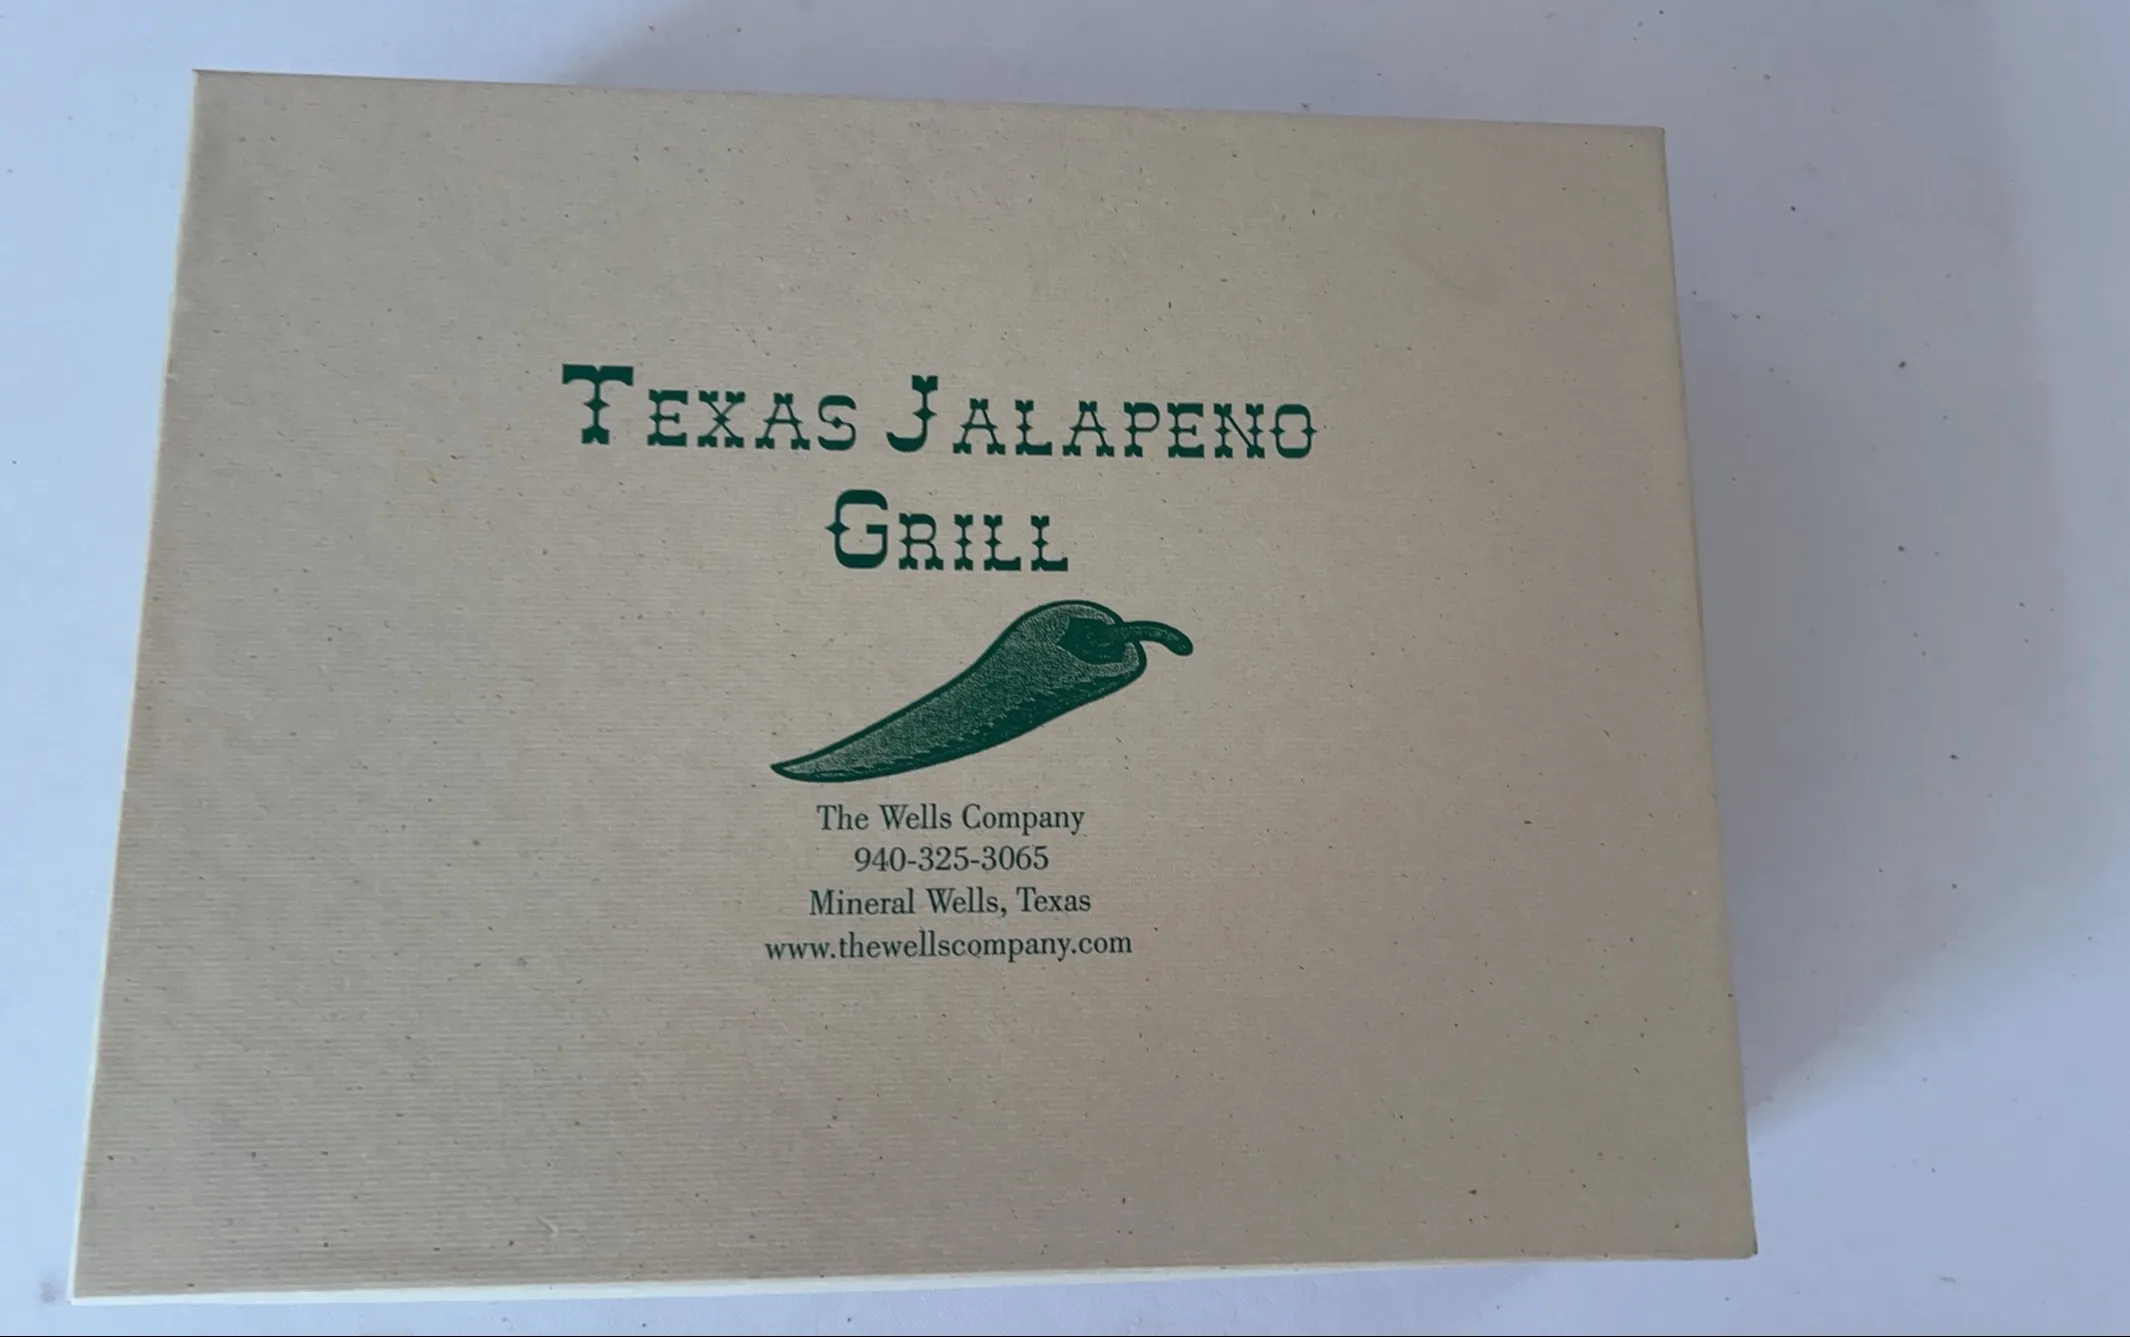 Texas Jalapeno
Grill
The Wells Company
940-325-3065
Mineral Wells, Texas
www.thewellscompany.com